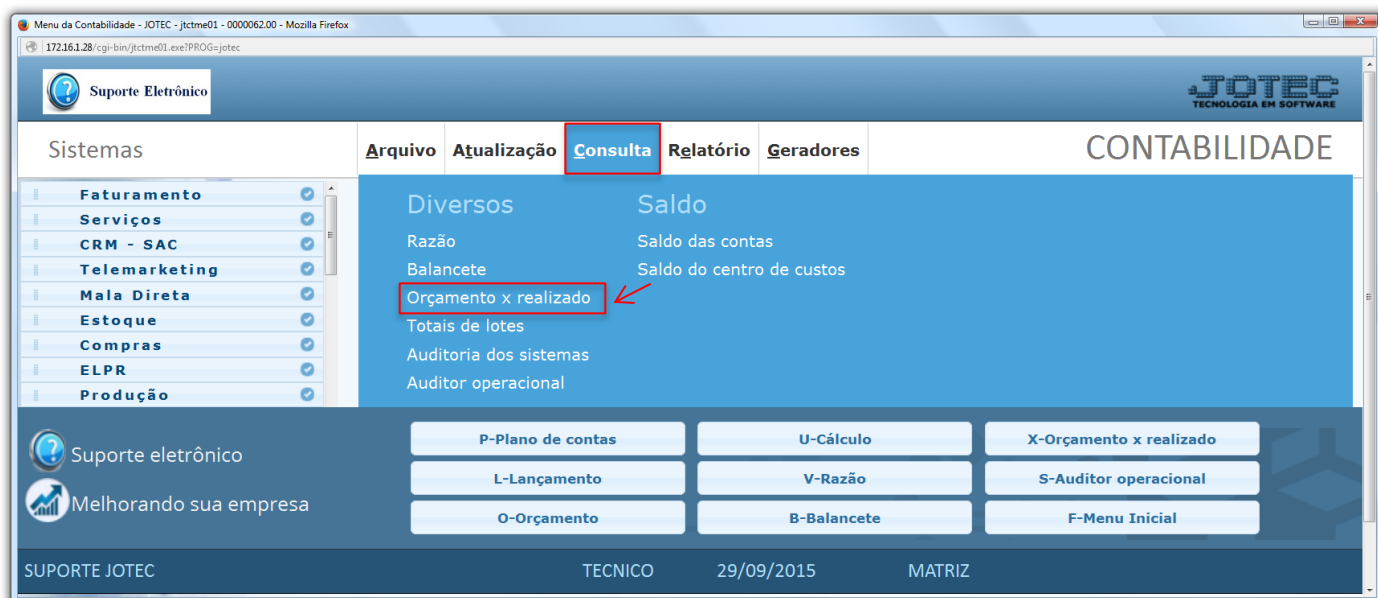 Menu da Contabilidade - JOTEC - jtctme01 - 0000062.00 - Mozilla Firefox
172.16.1.28/cgi-bin/jtctme01.exe?PROG=jotec
Suporte Eletrônico
JOTEC
TECNOLOGIA EM SOFTWARE
Sistemas
Arquivo Atualização Consulta Relatório Geradores
CONTABILIDADE
Faturamento
Serviços
CRM - SAC
Telemarketing
Mala Direta
Estoque
Compras
ELPR
Produção
Diversos
Razão
Balancete
Orçamento x realizado
Totais de lotes
Auditoria dos sistemas
Auditor operacional
Saldo
Saldo das contas
Saldo do centro de custos
Suporte eletrônico
Melhorando sua empresa
P-Plano de contas U-Cálculo X-Orçamento x realizado
L-Lançamento V-Razão S-Auditor operacional
O-Orçamento B-Balancete F-Menu Inicial
SUPORTE JOTEC TECNICO 29/09/2015 MATRIZ